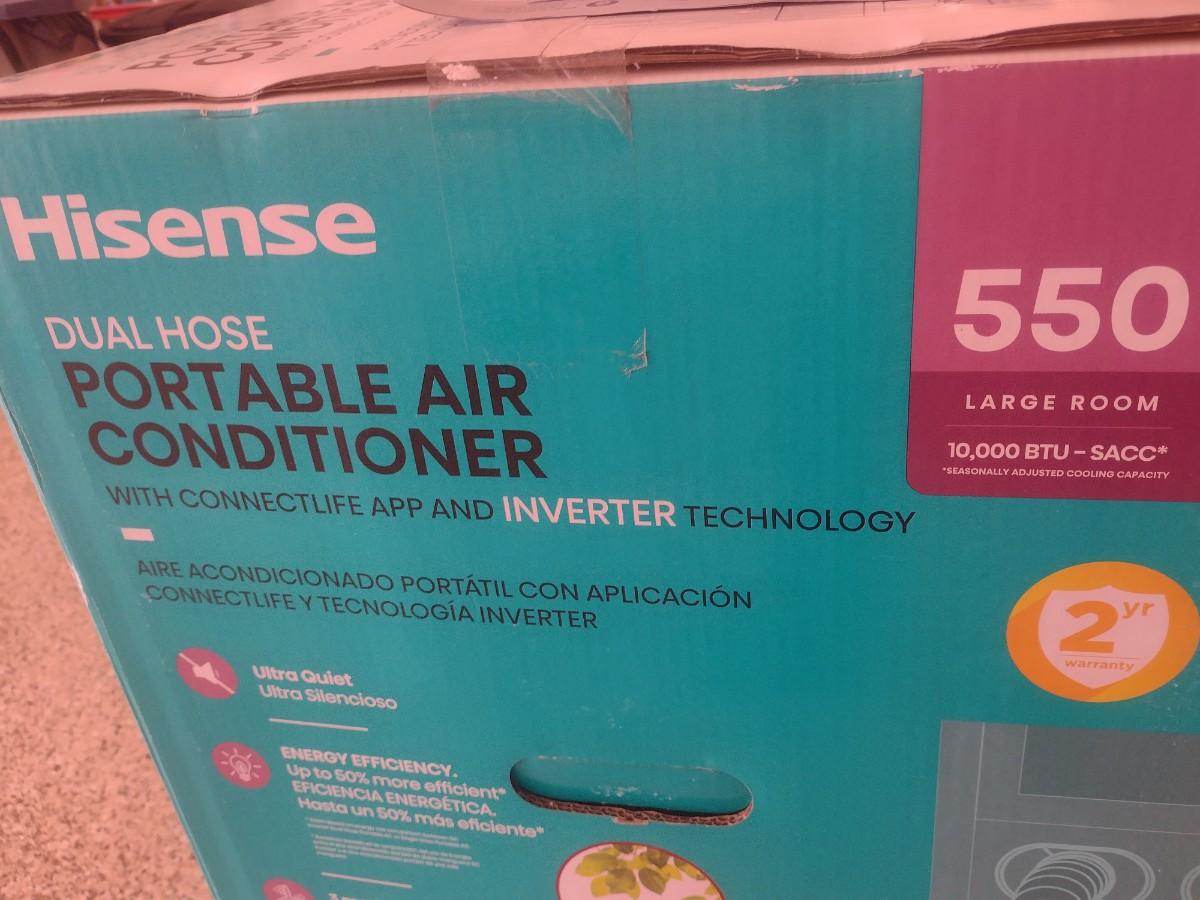 Hisense
DUAL HOSE
PORTABLE AIR
CONDITIONER
WITH CONNECTLIFE APP AND INVERTER TECHNOLOGY
AIRE ACONDICIONADO PORTÁTIL CON APLICACIÓN
CONNECTLIFE Y TECNOLOGÍA INVERTER
Ultra Quiet
Ultra Silencioso
ENERGY EFFICIENCY.
Up to 50% more efficient*
EFICIENCIA ENERGÉTICA.
Hasta un 50% más eficiente*
550
LARGE ROOM
10,000 BTU – SACC*
*SEASONALLY ADJUSTED COOLING CAPACITY
2 yr
warranty